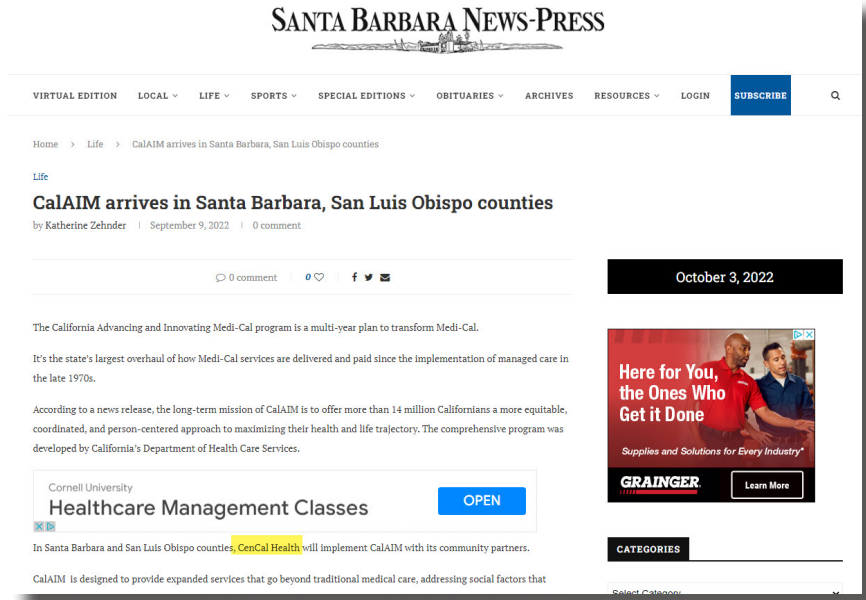 SANTA BARBARA NEWS-PRESS
VIRTUAL EDITION LOCAL LIFE SPORTS SPECIAL EDITIONS OBITUARIES ARCHIVES RESOURCES LOGIN SUBSCRIBE
Home > Life > CalAIM arrives in Santa Barbara, San Luis Obispo counties
Life
CalAIM arrives in Santa Barbara, San Luis Obispo counties
by Katherine Zehnder | September 9, 2022 | 0 comment
0 comment 0
October 3, 2022
The California Advancing and Innovating Medi-Cal program is a multi-year plan to transform Medi-Cal.
It's the state's largest overhaul of how Medi-Cal services are delivered and paid since the implementation of managed care in
the late 1970s.
According to a news release, the long-term mission of CalAIM is to offer more than 14 million Californians a more equitable,
coordinated, and person-centered approach to maximizing their health and life trajectory. The comprehensive program was
developed by California's Department of Health Care Services.
Cornell University
Healthcare Management Classes
OPEN
In Santa Barbara and San Luis Obispo counties, CenCal Health will implement CalAIM with its community partners.
CalAIM is designed to provide expanded services that go beyond traditional medical care, addressing social factors that
Here for You,
the Ones Who
Get it Done
Supplies and Solutions for Every Industry*
GRAINGER
Learn More
CATEGORIES
Select Category